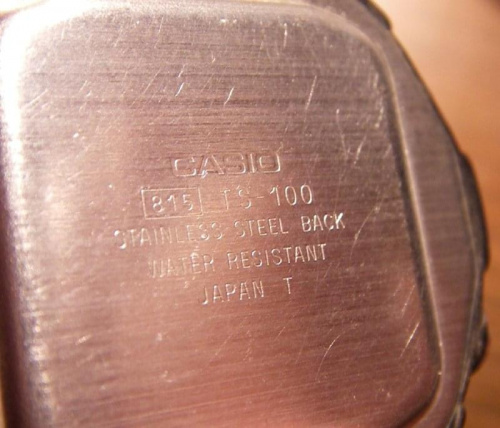 CASIO
815 TS-100
STAINLESS STEEL BACK
WATER RESISTANT
JAPAN T